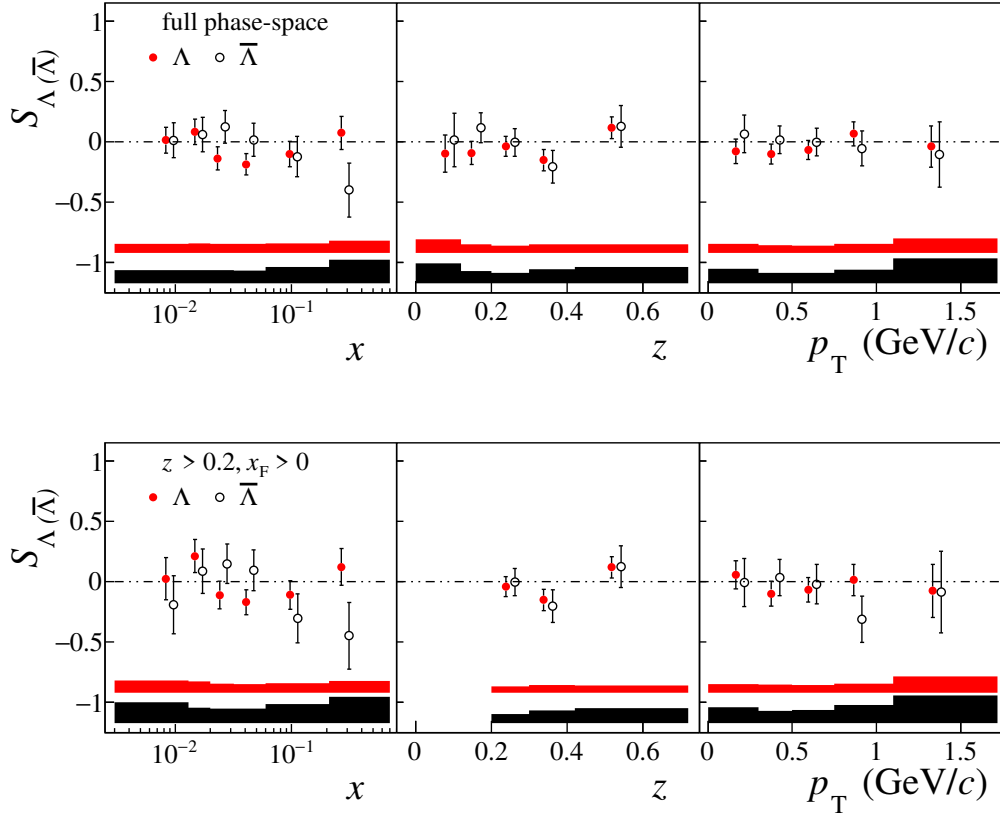 full phase-space
Λ Λ̅
S_Λ(Λ̅)
1
0.5
0
−0.5
−1
10⁻² 10⁻¹
0 0.2 0.4 0.6
0 0.5 1 1.5
x
z
p_T (GeV/c)
z > 0.2, x_F > 0
Λ Λ̅
S_Λ(Λ̅)
1
0.5
0
−0.5
−1
10⁻² 10⁻¹
0 0.2 0.4 0.6
0 0.5 1 1.5
x
z
p_T (GeV/c)